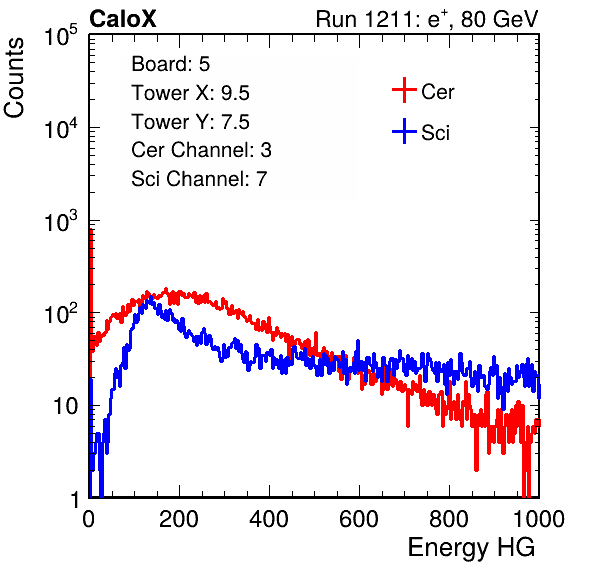 CaloX Run 1211: e⁺, 80 GeV
Counts
10⁵
10⁴
10³
10²
10
1
Board: 5
Tower X: 9.5
Tower Y: 7.5
Cer Channel: 3
Sci Channel: 7
Cer
Sci
0 200 400 600 800 1000
Energy HG